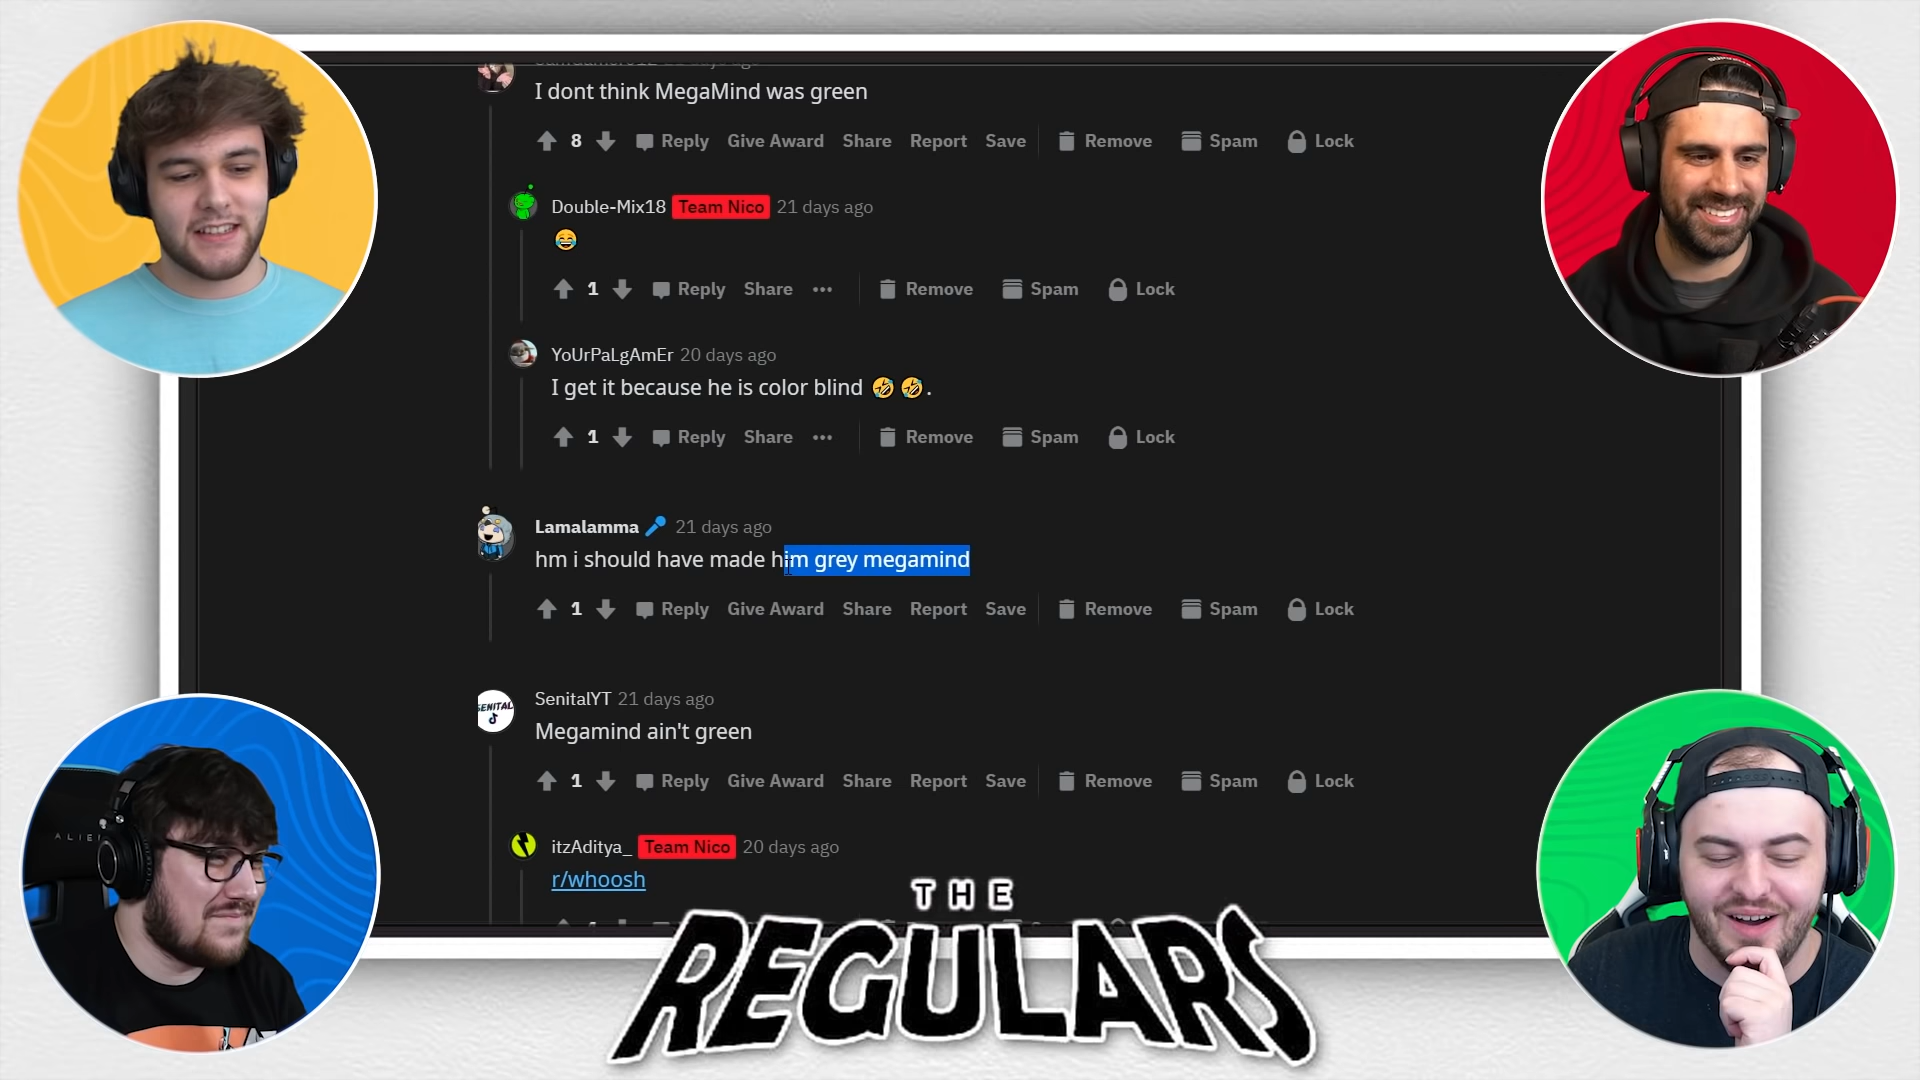 I dont think MegaMind was green
8 Reply Give Award Share Report Save Remove Spam Lock
Double-Mix18 Team Nico 21 days ago
😂
1 Reply Share ••• Remove Spam Lock
YoUrPaLgAmEr 20 days ago
I get it because he is color blind 🤣🤣.
1 Reply Share ••• Remove Spam Lock
Lamalamma 21 days ago
hm i should have made him grey megamind
1 Reply Give Award Share Report Save Remove Spam Lock
SENITAL
SenitalYT 21 days ago
Megamind ain't green
1 Reply Give Award Share Report Save Remove Spam Lock
itzAditya_ Team Nico 20 days ago
r/whoosh
THE
REGULARS